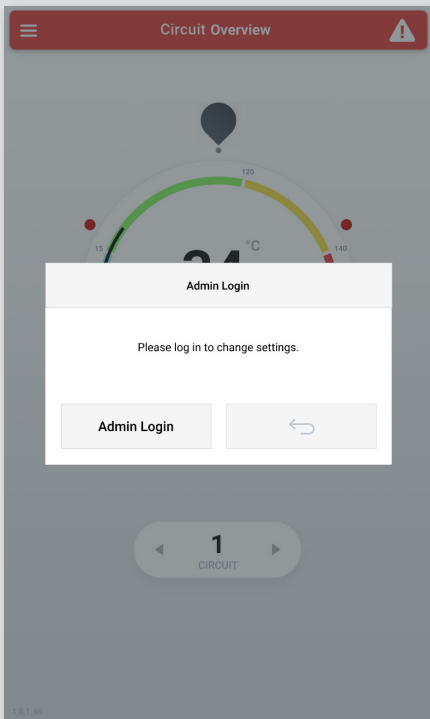 Circuit Overview
120
15
°C
140
Admin Login
Please log in to change settings.
Admin Login
1
CIRCUIT